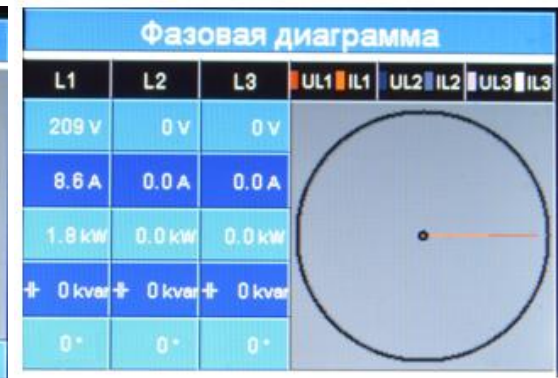 Фазовая диаграмма
L1 L2 L3 UL1 IL1 UL2 IL2 UL3 IL3
209 V 0 V 0 V
8.6 A 0.0 A 0.0 A
1.8 kW 0.0 kW 0.0 kW
0 kvar 0 kvar 0 kvar
0° 0° 0°